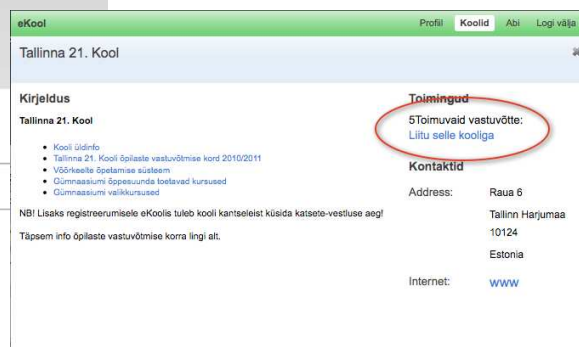 eKool
Profiil Koolid Abi Logi välja
Tallinna 21. Kool
Kirjeldus
Tallinna 21. Kool
Kooli üldinfo
Tallinna 21. Kooli õpilaste vastuvõtmise kord 2010/2011
Võõrkeelte õpetamise süsteem
Gümnaasiumi õppesuunda toetavad kursused
Gümnaasiumi valikkursused
NB! Lisaks registreerumisele eKoolis tuleb kooli kantseleist küsida katsete-vestluse aeg!
Täpsem info õpilaste vastuvõtmise korra lingi alt.
Toimingud
5Toimuvaid vastuvõtte:
Liitu selle kooliga
Kontaktid
Address: Raua 6
Tallinn Harjumaa
10124
Estonia
Internet: www